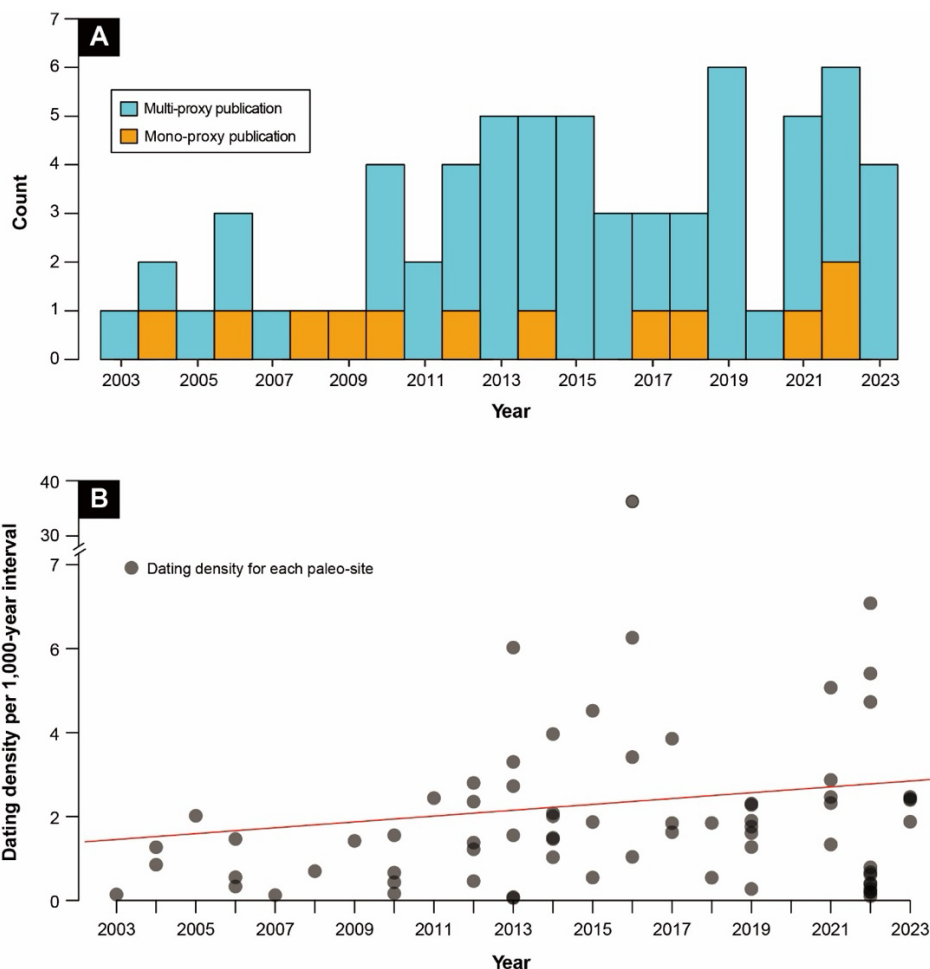 A
7
6
5
4
3
2
1
0
Count
Multi-proxy publication
Mono-proxy publication
2003 2005 2007 2009 2011 2013 2015 2017 2019 2021 2023
Year
B
40
30
7
6
4
2
0
Dating density per 1,000-year interval
Dating density for each paleo-site
2003 2005 2007 2009 2011 2013 2015 2017 2019 2021 2023
Year